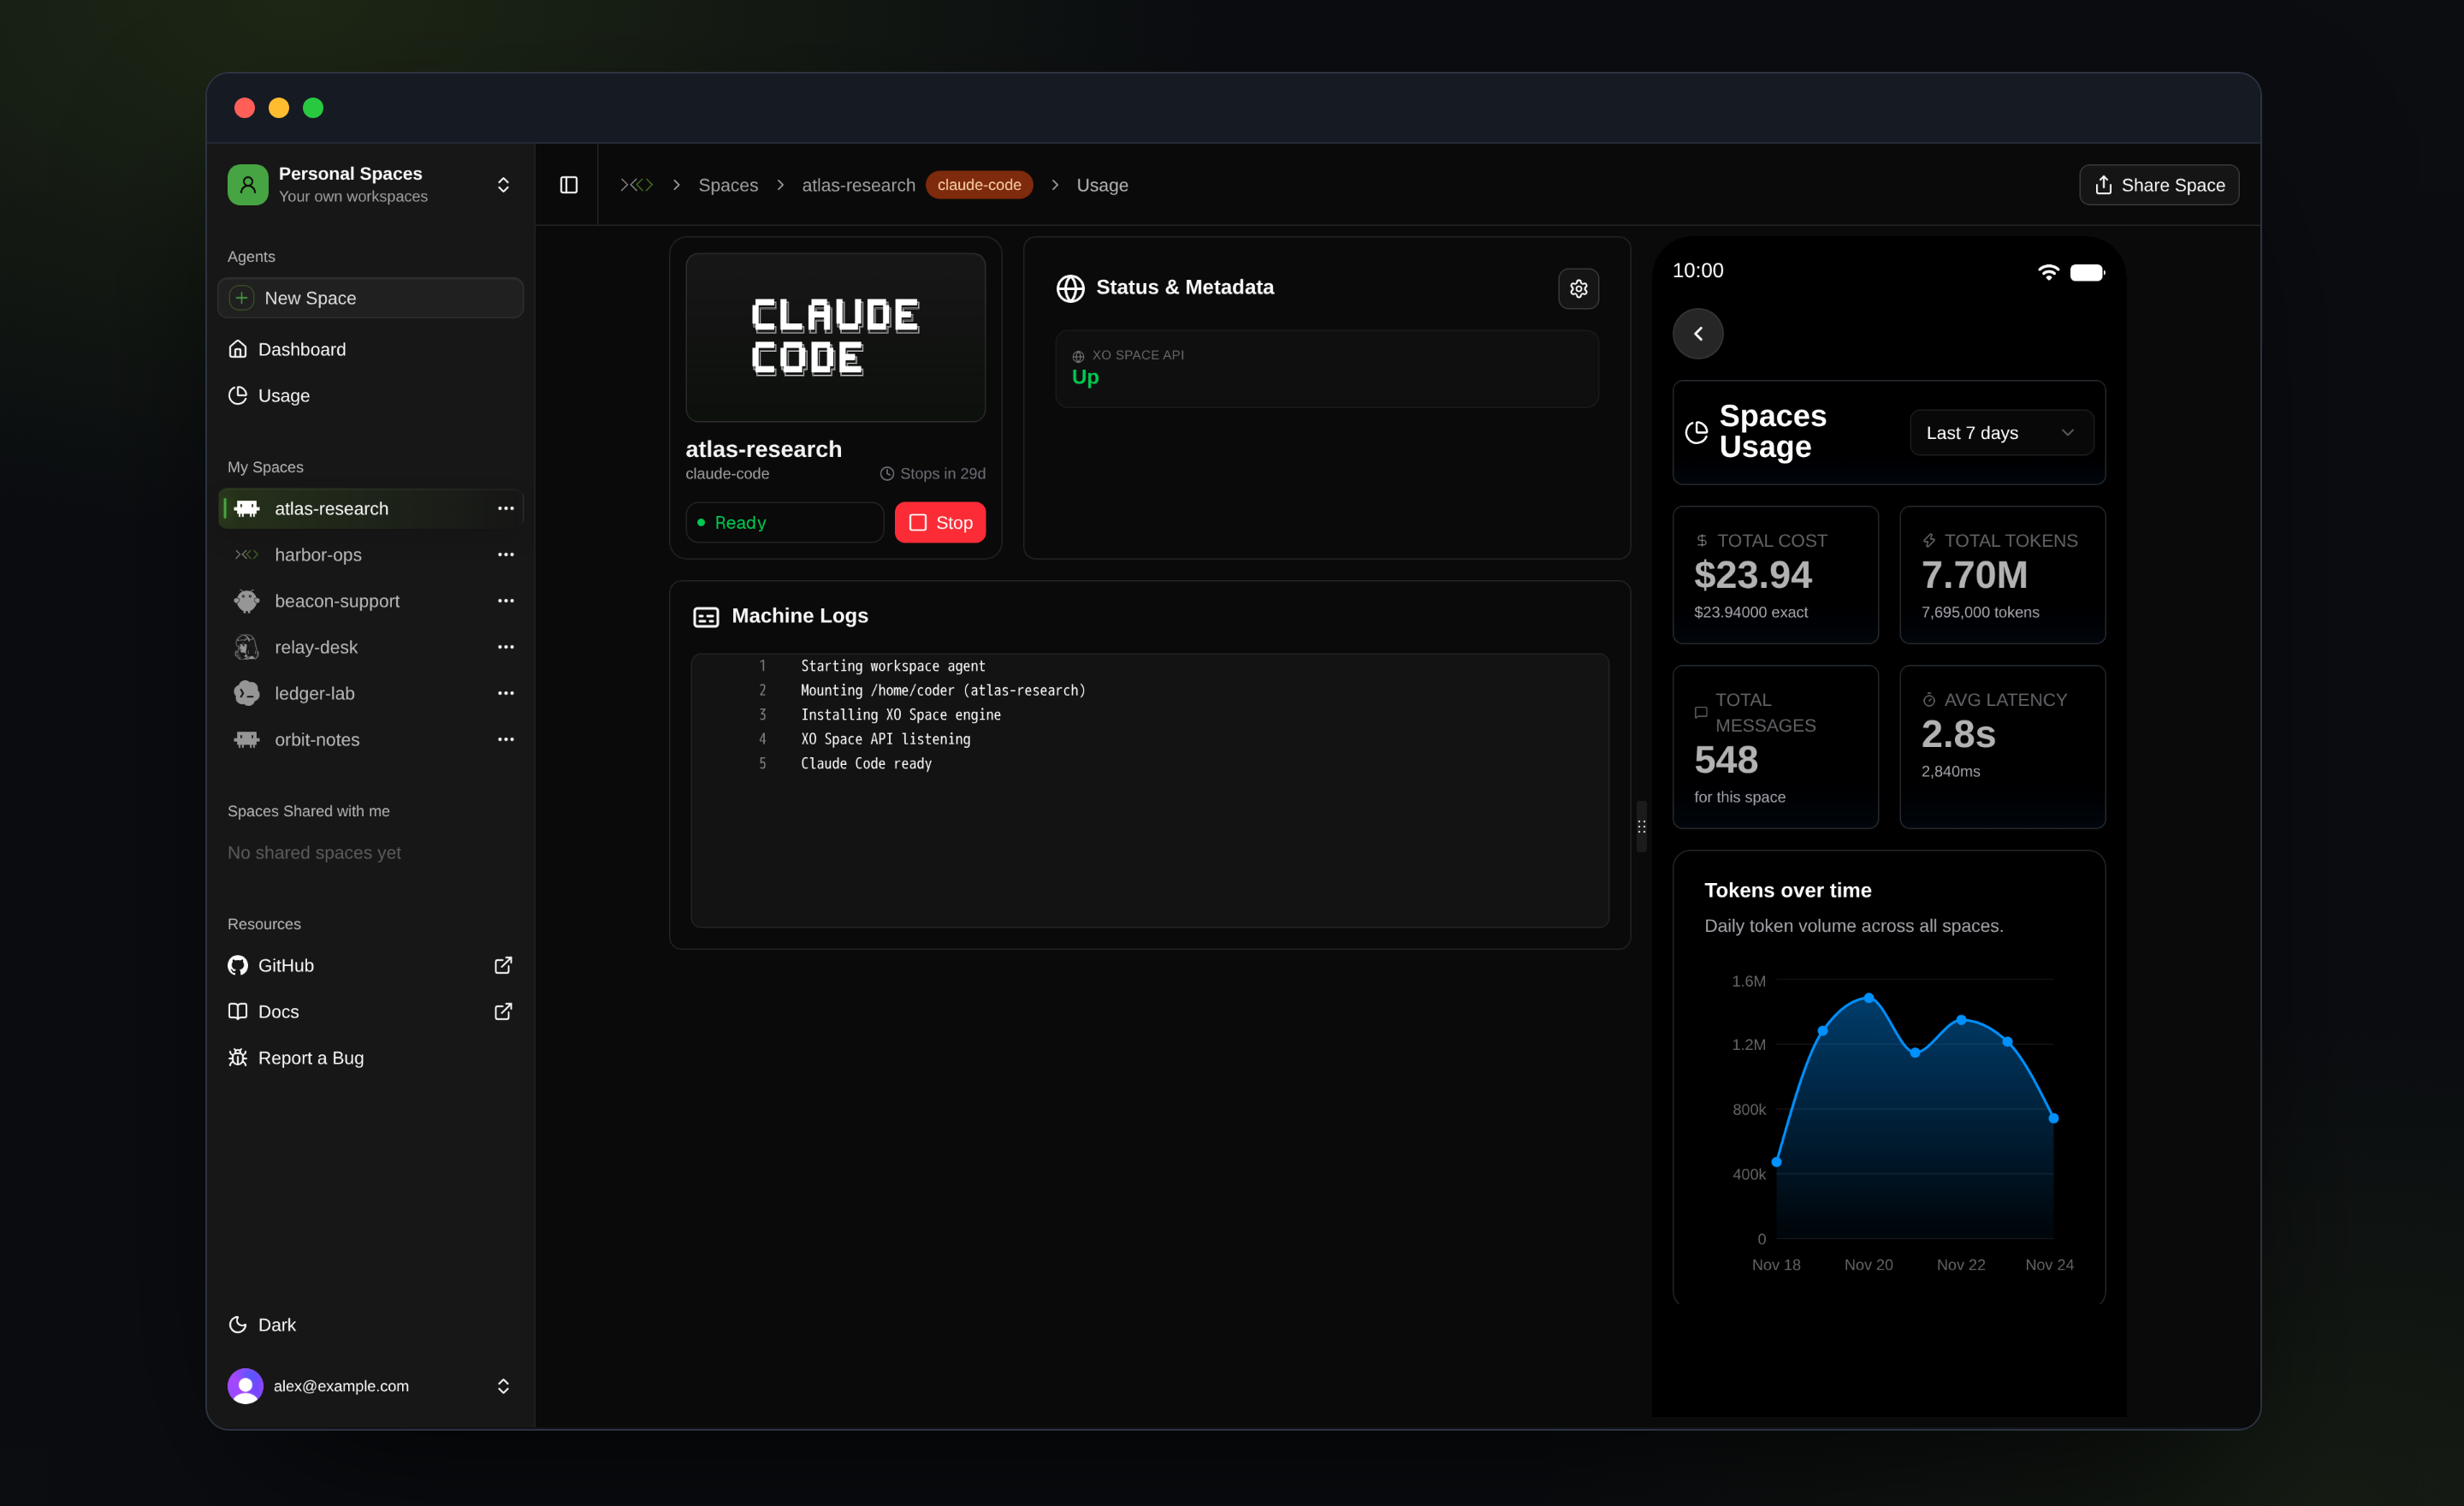 Personal Spaces
Your own workspaces
Agents
New Space
Dashboard
Usage
My Spaces
atlas-research
harbor-ops
beacon-support
relay-desk
ledger-lab
orbit-notes
Spaces Shared with me
No shared spaces yet
Resources
GitHub
Docs
Report a Bug
Dark
alex@example.com
Spaces
atlas-research claude-code
Usage
Share Space
CLAUDE
CODE
atlas-research
claude-code
Stops in 29d
Ready
Stop
Status & Metadata
XO SPACE API
Up
Machine Logs
1 Starting workspace agent
2 Mounting /home/coder (atlas-research)
3 Installing XO Space engine
4 XO Space API listening
5 Claude Code ready
10:00
Spaces
Usage
Last 7 days
TOTAL COST
$23.94
$23.94000 exact
TOTAL TOKENS
7.70M
7,695,000 tokens
TOTAL
MESSAGES
548
for this space
AVG LATENCY
2.8s
2,840ms
Tokens over time
Daily token volume across all spaces.
1.6M
1.2M
800k
400k
0
Nov 18 Nov 20 Nov 22 Nov 24